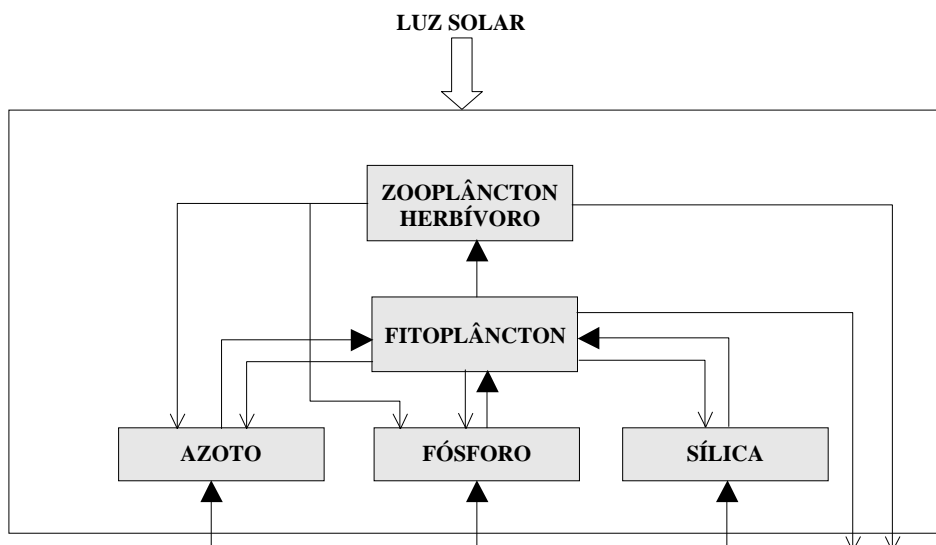 LUZ SOLAR
ZOOPLÂNCTON
HERBÍVORO
FITOPLÂNCTON
AZOTO
FÓSFORO
SÍLICA